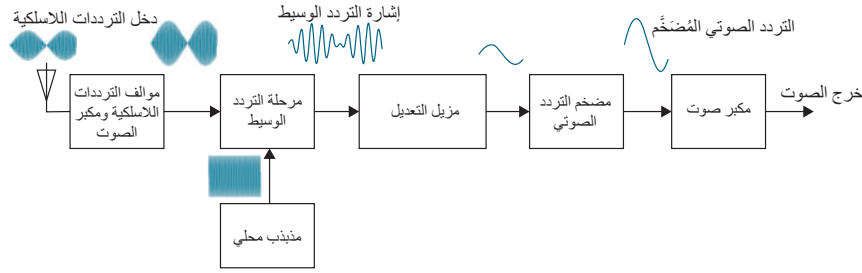 دخل الترددات اللاسلكية
إشارة التردد الوسيط
التردد الصوتي المُضَخَّم
موالف الترددات
اللاسلكية ومكبر
الصوت
مرحلة التردد
الوسيط
مزيل التعديل
مضخم التردد
الصوتي
مكبر صوت
خرج الصوت
مذبذب محلي